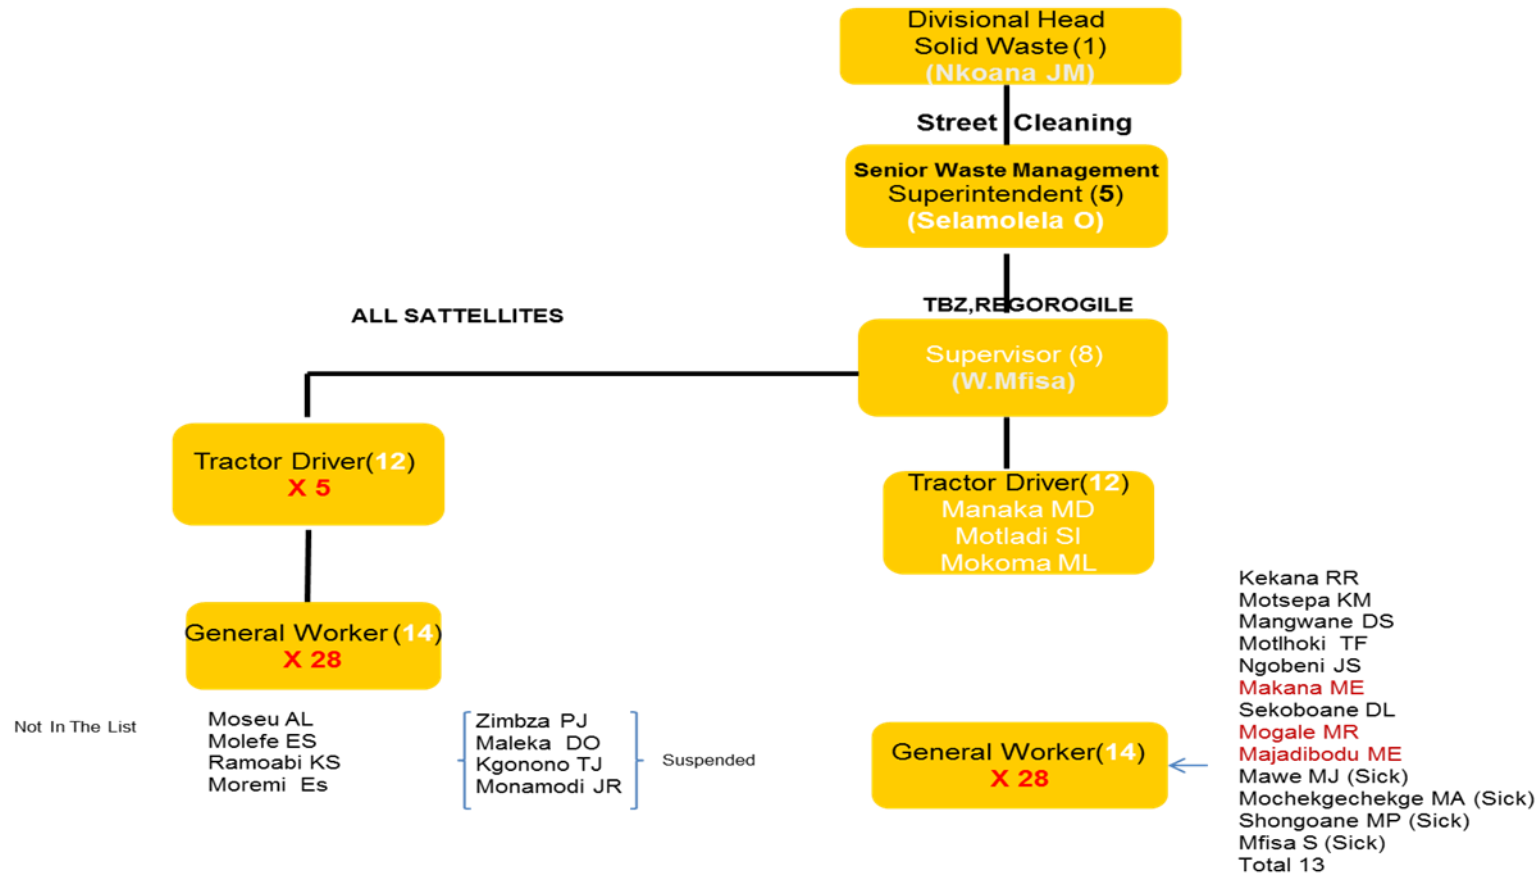 Divisional Head
Solid Waste (1)
(Nkoana JM)
Street Cleaning
Senior Waste Management
Superintendent (5)
(Selamolela O)
ALL SATTELLITES
TBZ,REGOROGILE
Supervisor (8)
(W.Mfisa)
Tractor Driver(12)
X 5
Tractor Driver(12)
Manaka MD
Motladi SI
Mokoma ML
General Worker (14)
X 28
Not In The List
Moseu AL
Molefe ES
Ramoabi KS
Moremi Es
Zimbza PJ
Maleka DO
Kgonono TJ
Monamodi JR
Suspended
General Worker(14)
X 28
Kekana RR
Motsepa KM
Mangwane DS
Motlhoki TF
Ngobeni JS
Makana ME
Sekoboane DL
Mogale MR
Majadibodu ME
Mawe MJ (Sick)
Mochekgechekge MA (Sick)
Shongoane MP (Sick)
Mfisa S (Sick)
Total 13